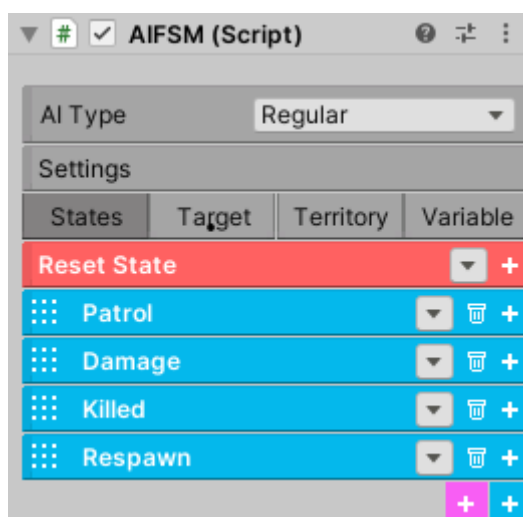 AIFSM (Script)
AI Type Regular
Settings
States Target Territory Variable
Reset State
Patrol
Damage
Killed
Respawn